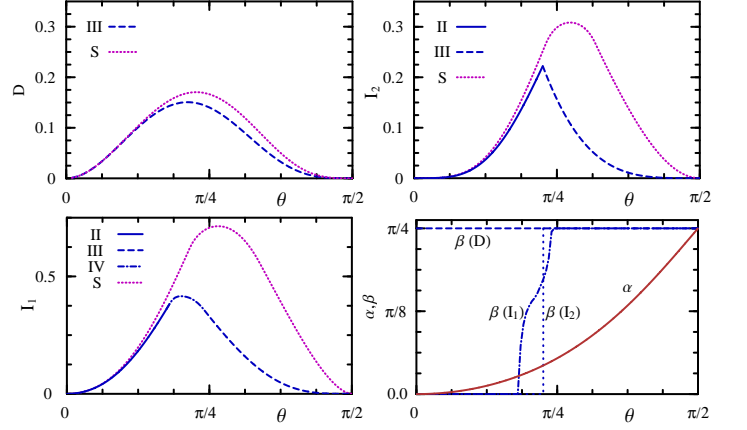 0.3
0.2
0.1
0
D
III
S
0
π/4
θ
π/2
0.3
0.2
0.1
0
I2
II
III
S
0
π/4
θ
π/2
0.5
0
I1
II
III
IV
S
0
π/4
θ
π/2
π/4
π/8
0.0
α,β
β (D)
β (I1)
β (I2)
α
0
π/4
θ
π/2